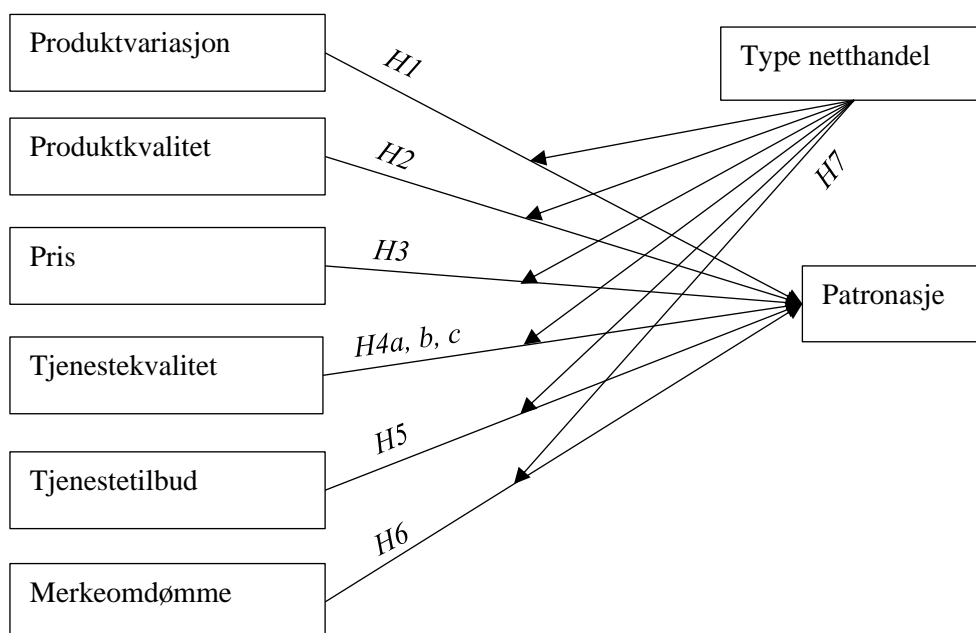 Produktvariasjon
Type netthandel
H1
Produktkvalitet
H2
H7
Pris
H3
Patronasje
Tjenestekvalitet
H4a, b, c
Tjenestetilbud
H5
Merkeomdømme
H6